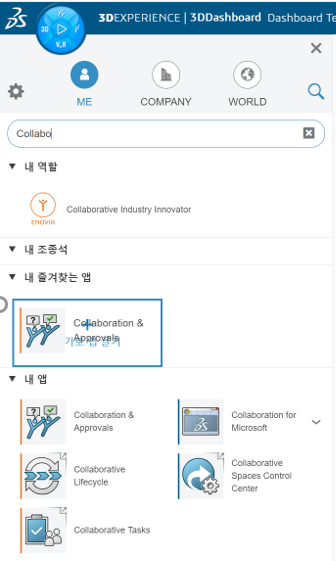 3DEXPERIENCE | 3DDashboard Dashboard Te
3D
V.R
ME
COMPANY
WORLD
Collabo
내 역할
ENOVIA
Collaborative Industry Innovator
내 조종석
내 즐겨찾는 앱
Collaboration &
Approvals
내 앱
Collaboration &
Approvals
Collaboration for
Microsoft
Collaborative
Lifecycle
Collaborative
Spaces Control
Center
Collaborative Tasks